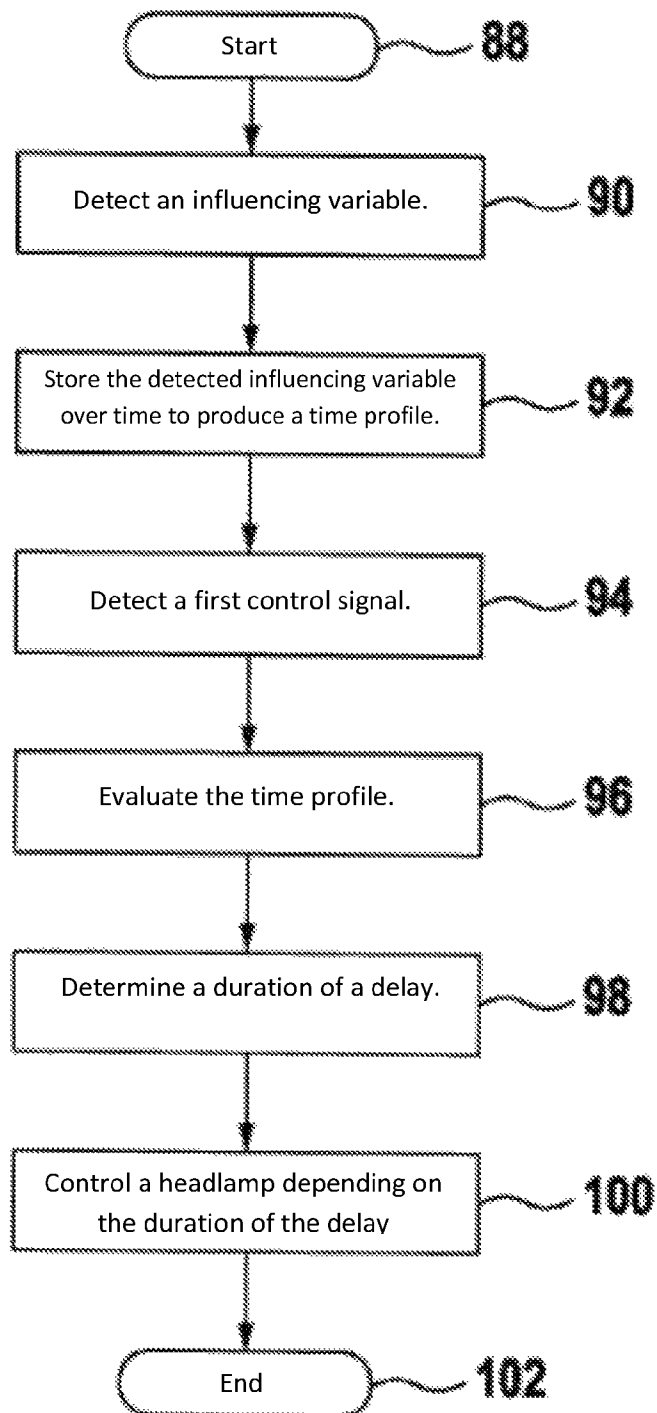 Start
88
Detect an influencing variable.
90
Store the detected influencing variable
over time to produce a time profile.
92
Detect a first control signal.
94
Evaluate the time profile.
96
Determine a duration of a delay.
98
Control a headlamp depending on
the duration of the delay
100
End
102